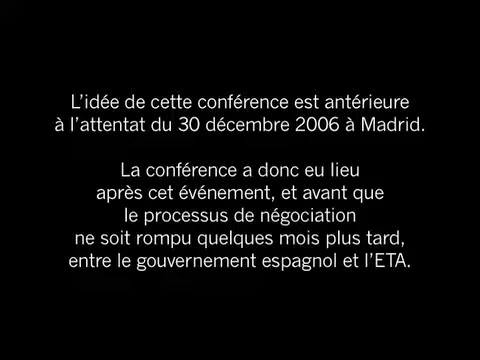 L’idée de cette conférence est antérieure
à l’attentat du 30 décembre 2006 à Madrid.
La conférence a donc eu lieu
après cet événement, et avant que
le processus de négociation
ne soit rompu quelques mois plus tard,
entre le gouvernement espagnol et l’ETA.